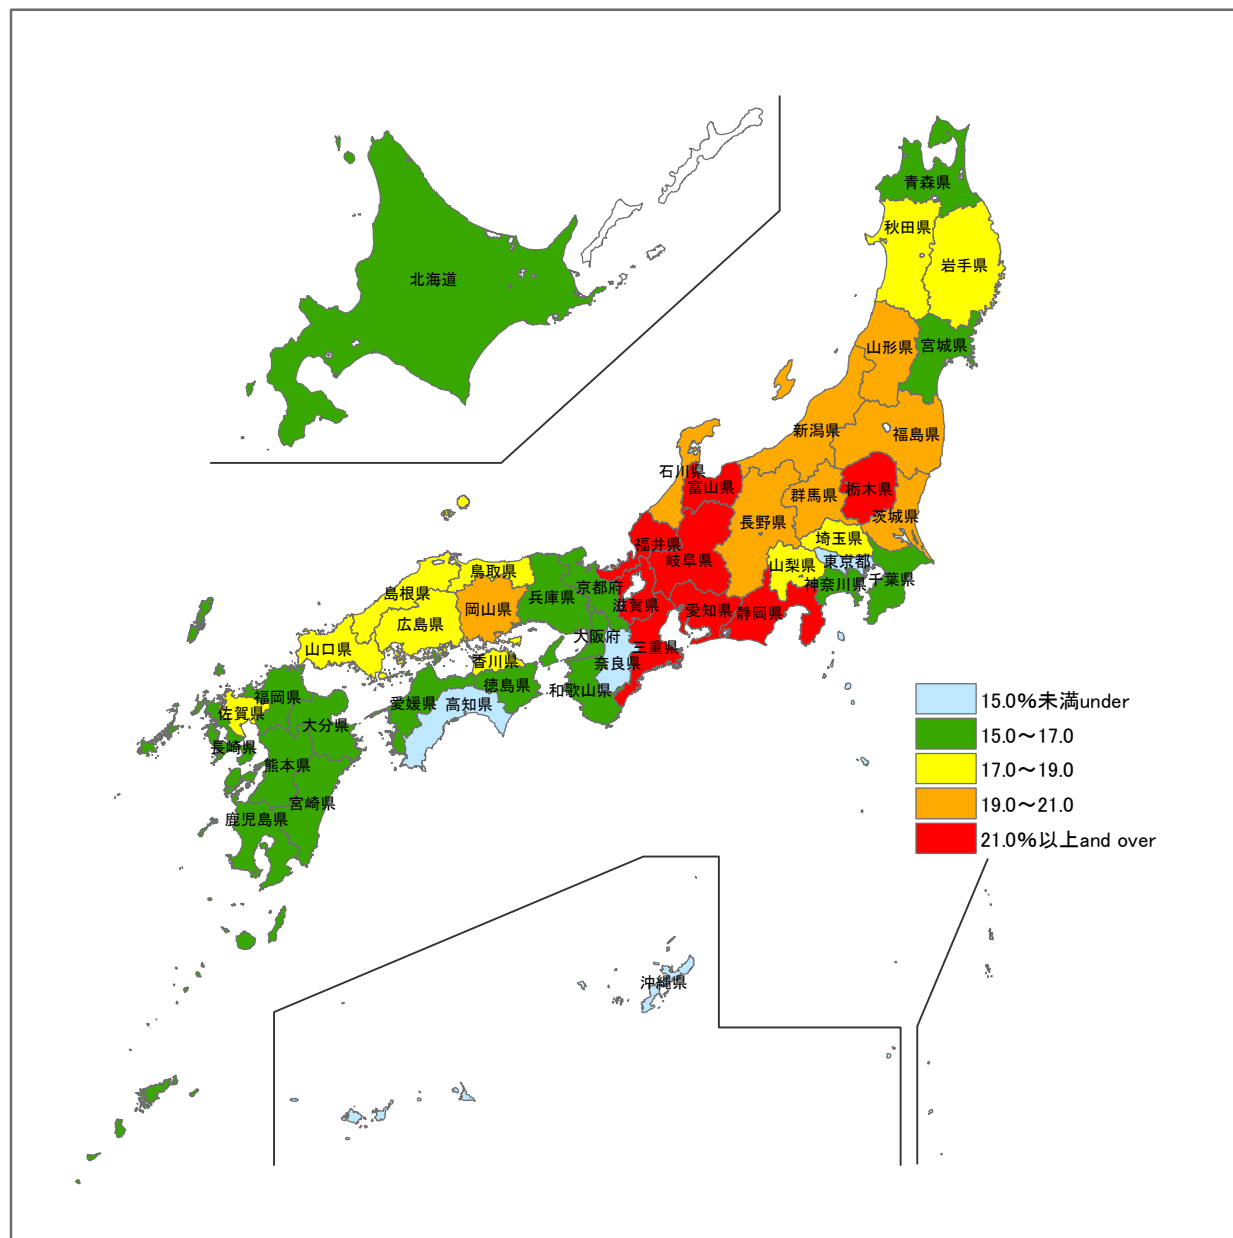 青森県
秋田県
岩手県
北海道
山形県
宮城県
新潟県
福島県
石川県
富山県
群馬県
栃木県
茨城県
長野県
福井県
岐阜県
埼玉県
東京都
山梨県
千葉県
神奈川県
鳥取県
島根県
京都府
兵庫県
滋賀県
愛知県
静岡県
岡山県
広島県
大阪府
三重県
山口県
香川県
奈良県
徳島県
和歌山県
福岡県
愛媛県
高知県
佐賀県
大分県
長崎県
熊本県
宮崎県
鹿児島県
沖縄県
15.0%未満under
15.0～17.0
17.0～19.0
19.0～21.0
21.0%以上and over